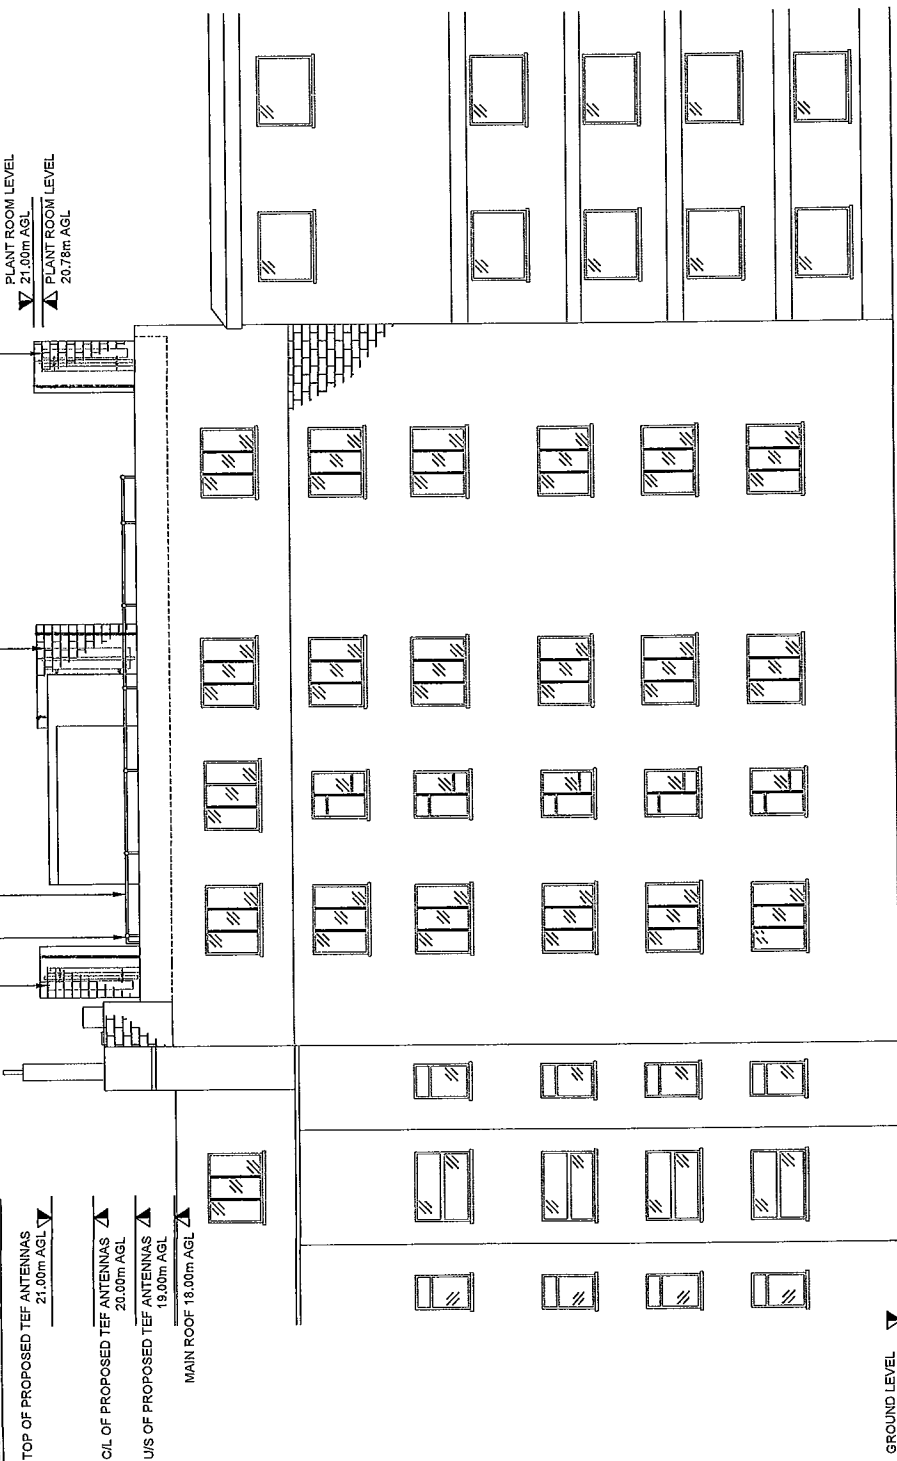 PLANT ROOM LEVEL
21.00m AGL
PLANT ROOM LEVEL
20.78m AGL
TOP OF PROPOSED TEF ANTENNAS
21.00m AGL
C/L OF PROPOSED TEF ANTENNAS
20.00m AGL
U/S OF PROPOSED TEF ANTENNAS
19.00m AGL
MAIN ROOF 18.00m AGL
GROUND LEVEL